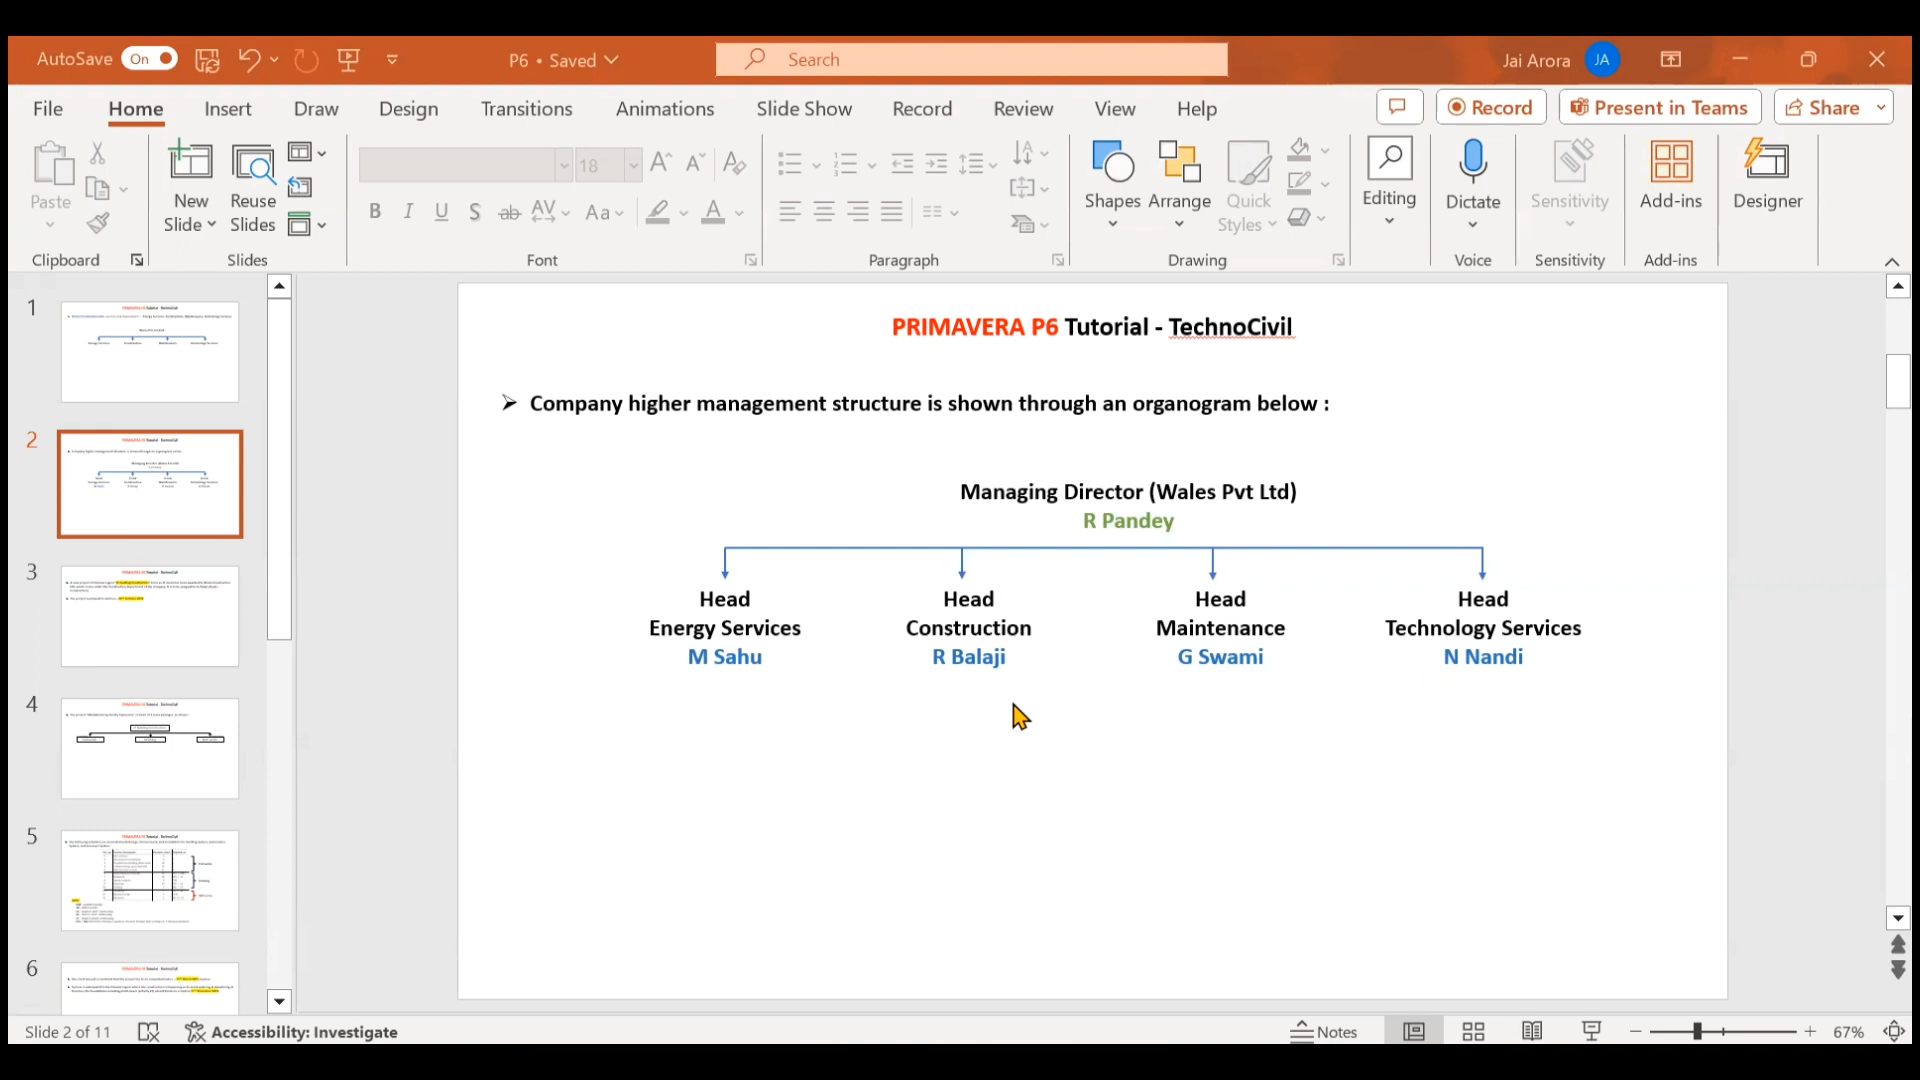 AutoSave On P6 • Saved Search Jai Arora JA
File Home Insert Draw Design Transitions Animations Slide Show Record Review View Help Record Present in Teams Share
Paste New Slide Reuse Slides 18 B I U S ab AV Aa A Shapes Arrange Quick Styles Editing Dictate Sensitivity Add-ins Designer
Clipboard Slides Font Paragraph Drawing Voice Sensitivity Add-ins
1
2
3
4
5
6
PRIMAVERA P6 Tutorial - TechnoCivil
Company higher management structure is shown through an organogram below :
Managing Director (Wales Pvt Ltd)
R Pandey
Head Head Head Head
Energy Services Construction Maintenance Technology Services
M Sahu R Balaji G Swami N Nandi
Slide 2 of 11 Accessibility: Investigate Notes 67%